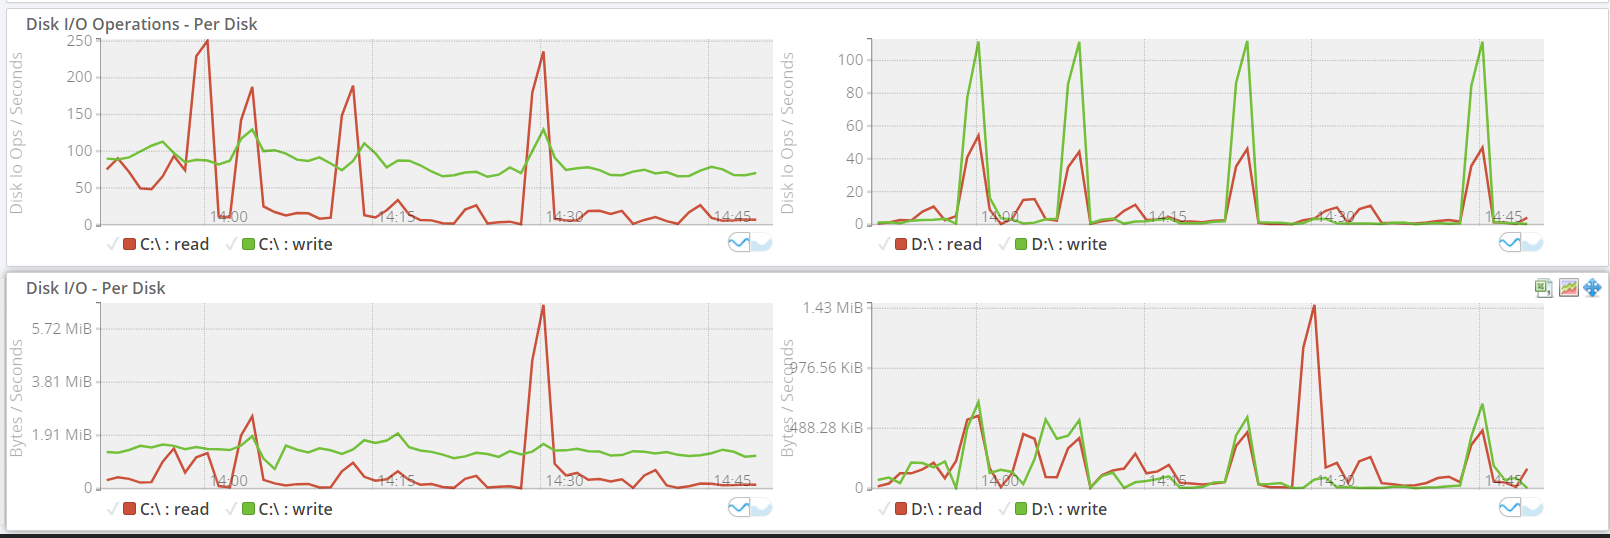 Disk I/O Operations - Per Disk
Disk Io Ops / Seconds
250
200
150
100
50
0
14:00
14:15
14:30
14:45
C:\ : read
C:\ : write
Disk Io Ops / Seconds
100
80
60
40
20
0
14:00
14:15
14:30
14:45
D:\ : read
D:\ : write
Disk I/O - Per Disk
Bytes / Seconds
5.72 MiB
3.81 MiB
1.91 MiB
0
14:00
14:15
14:30
14:45
C:\ : read
C:\ : write
Bytes / Seconds
1.43 MiB
976.56 KiB
488.28 KiB
0
14:00
14:15
14:30
14:45
D:\ : read
D:\ : write